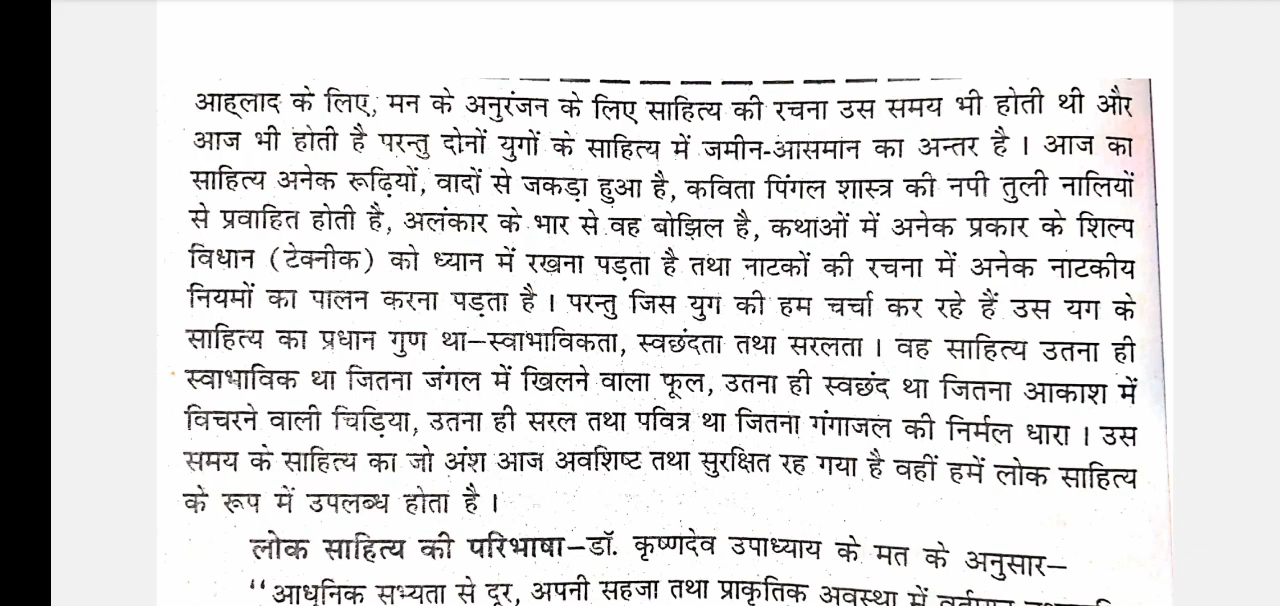 आह्लाद के लिए, मन के अनुरंजन के लिए साहित्य की रचना उस समय भी होती थी और
आज भी होती है परन्तु दोनों युगों के साहित्य में जमीन-आसमान का अन्तर है । आज का
साहित्य अनेक रूढ़ियों, वादों से जकड़ा हुआ है, कविता पिंगल शास्त्र की नपी तुली नालियों
से प्रवाहित होती है, अलंकार के भार से वह बोझिल है, कथाओं में अनेक प्रकार के शिल्प
विधान (टेक्नीक) को ध्यान में रखना पड़ता है तथा नाटकों की रचना में अनेक नाटकीय
नियमों का पालन करना पड़ता है । परन्तु जिस युग की हम चर्चा कर रहे हैं उस यग के
साहित्य का प्रधान गुण था–स्वाभाविकता, स्वछंदता तथा सरलता । वह साहित्य उतना ही
स्वाभाविक था जितना जंगल में खिलने वाला फूल, उतना ही स्वछंद था जितना आकाश में
विचरने वाली चिड़िया, उतना ही सरल तथा पवित्र था जितना गंगाजल की निर्मल धारा । उस
समय के साहित्य का जो अंश आज अवशिष्ट तथा सुरक्षित रह गया है वहीं हमें लोक साहित्य
के रूप में उपलब्ध होता है ।
लोक साहित्य की परिभाषा–डॉ. कृष्णदेव उपाध्याय के मत के अनुसार–
“आधुनिक सभ्यता से दूर, अपनी सहजा तथा प्राकृतिक अवस्था में